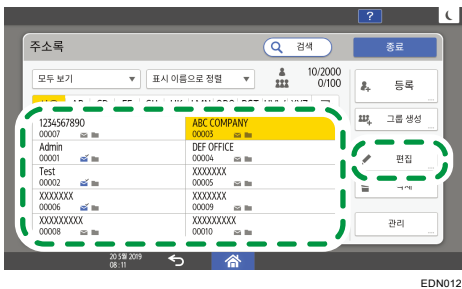 ?
주소록
검색
종료
모두 보기
표시 이름으로 정렬
10/2000
0/100
등록
그룹 생성
편집
관리
1234567890
00007
ABC COMPANY
00003
Admin
00001
DEF OFFICE
00004
Test
00002
XXXXXXX
00005
XXXXXXX
00006
XXXXXXX
00009
XXXXXXXXX
00008
XXXXXXXXX
00010
20 5월 2019
08 : 11
EDN012